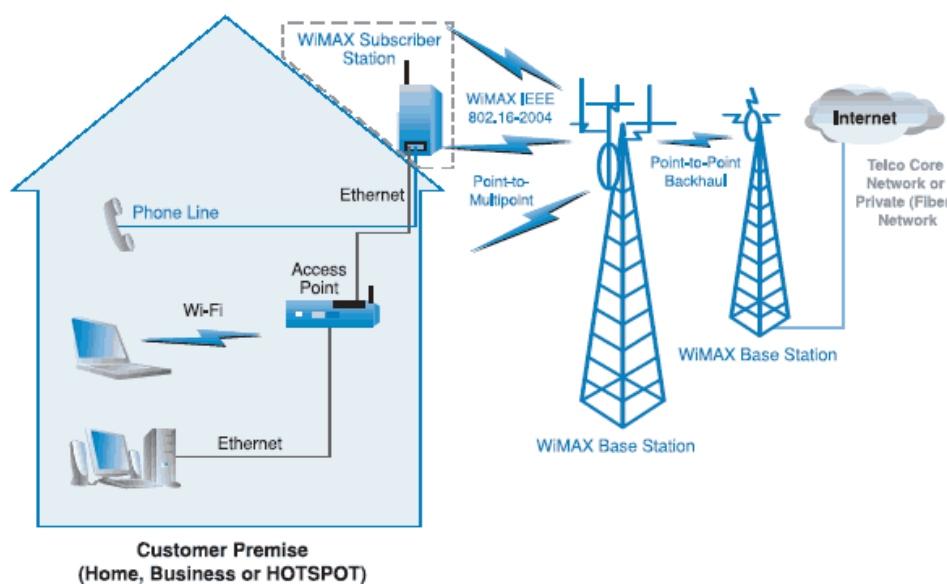 WiMAX Subscriber
Station
WiMAX IEEE
802.16-2004
Internet
Point-to-Point
Backhaul
Telco Core
Network or
Private (Fiber
Network
Ethernet
Point-to-
Multipoint
Phone Line
Access
Point
Wi-Fi
WiMAX Base Station
Ethernet
WiMAX Base Station
Customer Premise
(Home, Business or HOTSPOT)